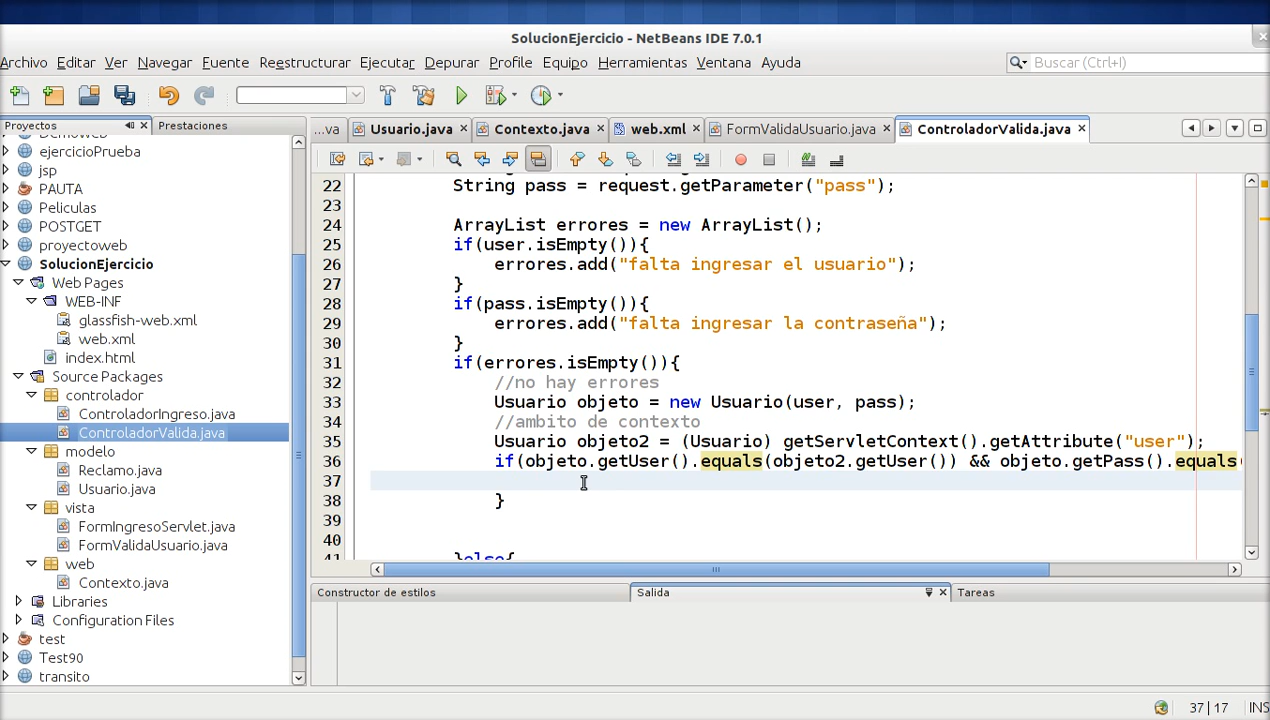 SolucionEjercicio - NetBeans IDE 7.0.1
Archivo Editar Ver Navegar Fuente Reestructurar Ejecutar Depurar Profile Equipo Herramientas Ventana Ayuda
Buscar (Ctrl+I)
Proyectos
Prestaciones
...va
Usuario.java
Contexto.java
web.xml
FormValidaUsuario.java
ControladorValida.java
ejercicioPrueba
jsp
PAUTA
Peliculas
POSTGET
proyectoweb
SolucionEjercicio
Web Pages
WEB-INF
glassfish-web.xml
web.xml
index.html
Source Packages
controlador
ControladorIngreso.java
ControladorValida.java
modelo
Reclamo.java
Usuario.java
vista
FormIngresoServlet.java
FormValidaUsuario.java
web
Contexto.java
Libraries
Configuration Files
test
Test90
transito
22 String pass = request.getParameter("pass");
23
24 ArrayList errores = new ArrayList();
25 if(user.isEmpty()){
26 errores.add("falta ingresar el usuario");
27 }
28 if(pass.isEmpty()){
29 errores.add("falta ingresar la contraseña");
30 }
31 if(errores.isEmpty()){
32 //no hay errores
33 Usuario objeto = new Usuario(user, pass);
34 //ambito de contexto
35 Usuario objeto2 = (Usuario) getServletContext().getAttribute("user");
36 if(objeto.getUser().equals(objeto2.getUser()) && objeto.getPass().equals(
37
38 }
39
40
41 }else{
Constructor de estilos
Salida
Tareas
37 | 17 INS